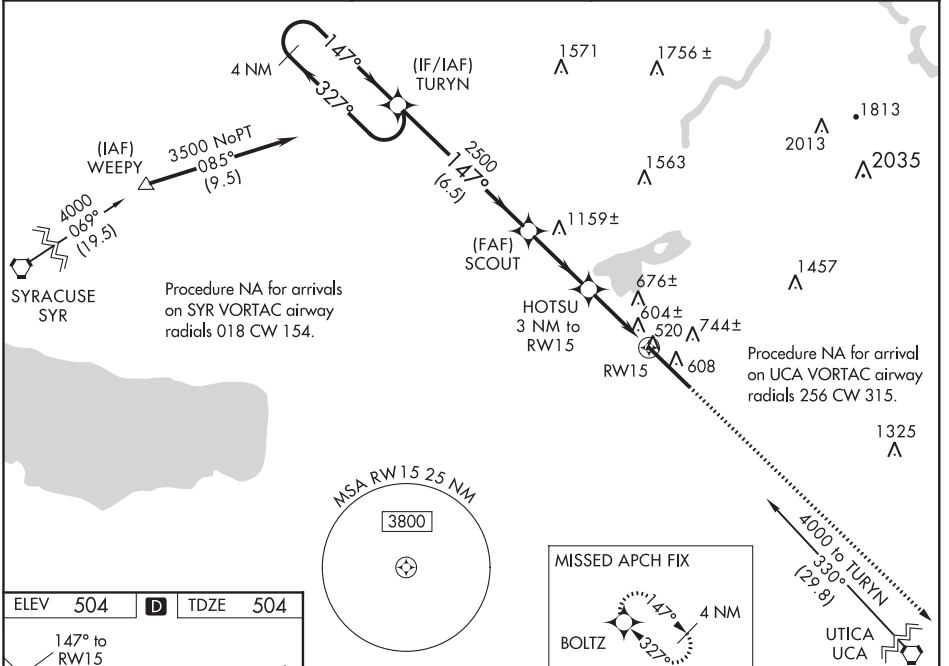 147°
4 NM
327°
(IF/IAF)
TURYN
1571
1756 ±
1813
2013
2035
(IAF)
WEEPY
3500 NoPT
085°
(9.5)
2500
147°
(6.5)
1563
4000
069°
(19.5)
1159±
(FAF)
SCOUT
SYRACUSE
SYR
Procedure NA for arrivals
on SYR VORTAC airway
radials 018 CW 154.
676±
1457
HOTSU
3 NM to
RW15
604±
520
744±
RW15
608
Procedure NA for arrival
on UCA VORTAC airway
radials 256 CW 315.
1325
MSA RW15 25 NM
3800
4000 to TURYN
330°
(29.8)
MISSED APCH FIX
147°
4 NM
BOLTZ
327°
UTICA
UCA
ELEV 504 D TDZE 504
147° to
RW15